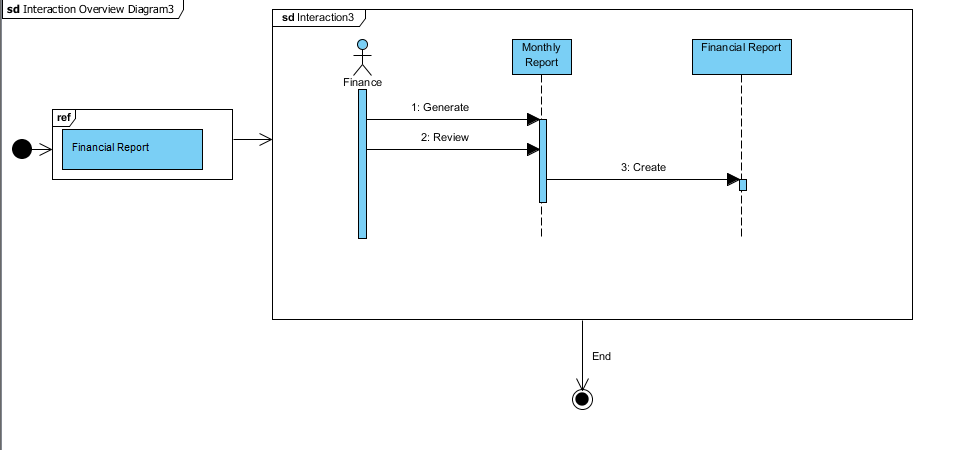 sd Interaction Overview Diagram3
sd Interaction3
Finance
Monthly
Report
Financial Report
1: Generate
2: Review
3: Create
ref
Financial Report
End